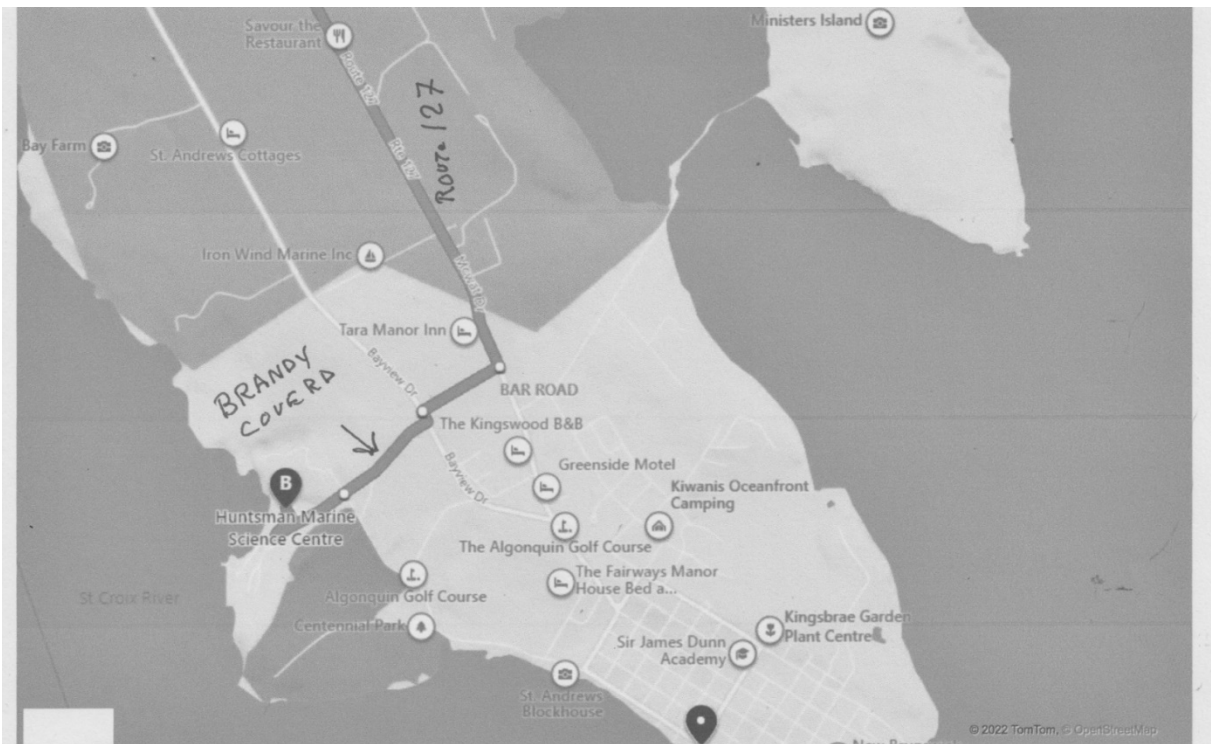 Ministers Island
Savour the
Restaurant
Route 127
Rte 127
Route 127
Bay Farm
St. Andrews Cottages
Iron Wind Marine Inc
Mowat Dr
Tara Manor Inn
Bayview Dr
BAR ROAD
BRANDY
COVE RD
The Kingswood B&B
Greenside Motel
Bayview Dr
Kiwanis Oceanfront
Camping
B
Huntsman Marine
Science Centre
The Algonquin Golf Course
The Fairways Manor
House Bed a...
Algonquin Golf Course
St Croix River
Centennial Park
Kingsbrae Garden
Plant Centre
Sir James Dunn
Academy
St. Andrews
Blockhouse
© 2022 TomTom, © OpenStreetMap